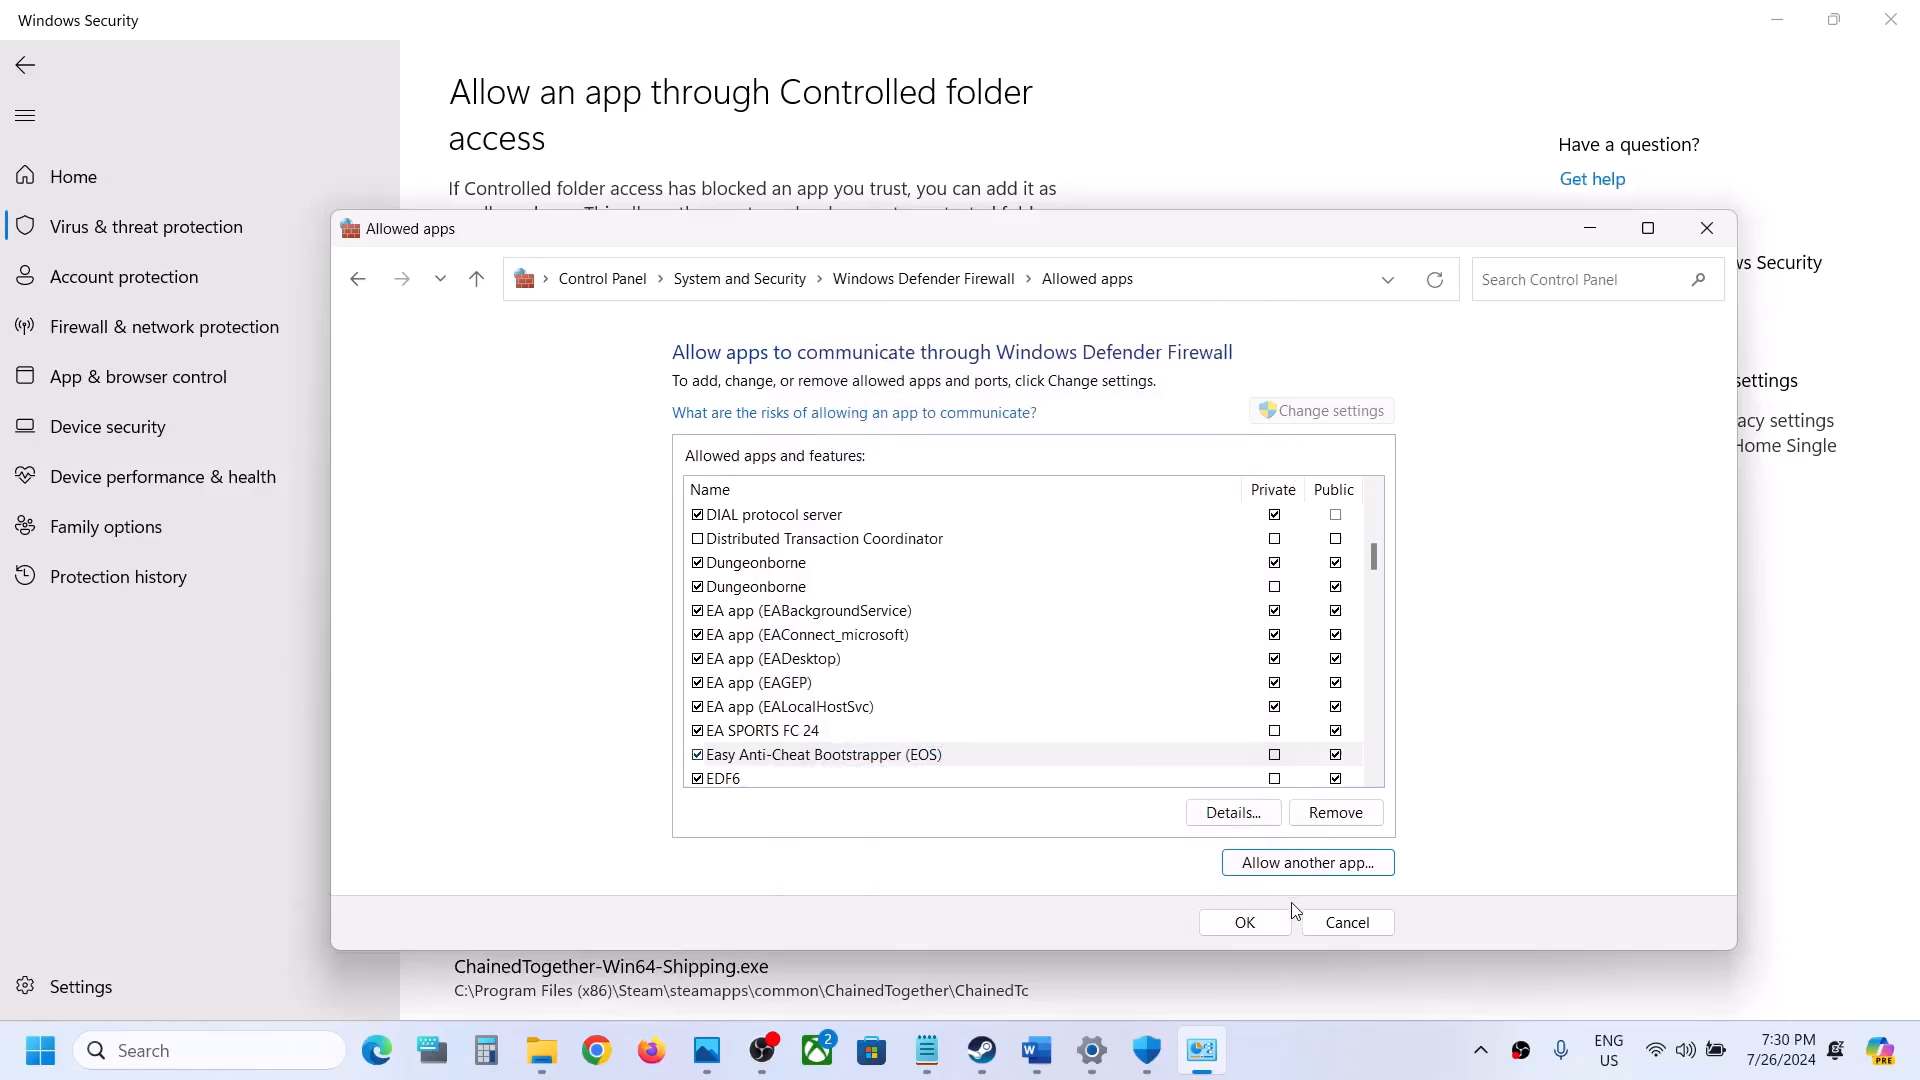 Windows Security
Allow an app through Controlled folder
access
If Controlled folder access has blocked an app you trust, you can add it as
Have a question?
Get help
Home
Virus & threat protection
Account protection
Firewall & network protection
App & browser control
Device security
Device performance & health
Family options
Protection history
Settings
Allowed apps
Control Panel > System and Security > Windows Defender Firewall > Allowed apps
Search Control Panel
Security
settings
settings
Home Single
Allow apps to communicate through Windows Defender Firewall
To add, change, or remove allowed apps and ports, click Change settings.
What are the risks of allowing an app to communicate?
Change settings
Allowed apps and features:
Name Private Public
DIAL protocol server
Distributed Transaction Coordinator
Dungeonborne
Dungeonborne
EA app (EABackgroundService)
EA app (EAConnect_microsoft)
EA app (EADesktop)
EA app (EAGEP)
EA app (EALocalHostSvc)
EA SPORTS FC 24
Easy Anti-Cheat Bootstrapper (EOS)
EDF6
Details... Remove
Allow another app...
OK Cancel
ChainedTogether-Win64-Shipping.exe
C:\Program Files (x86)\Steam\steamapps\common\ChainedTogether\ChainedTc
Search
2
ENG
US
7:30 PM
7/26/2024
PRE